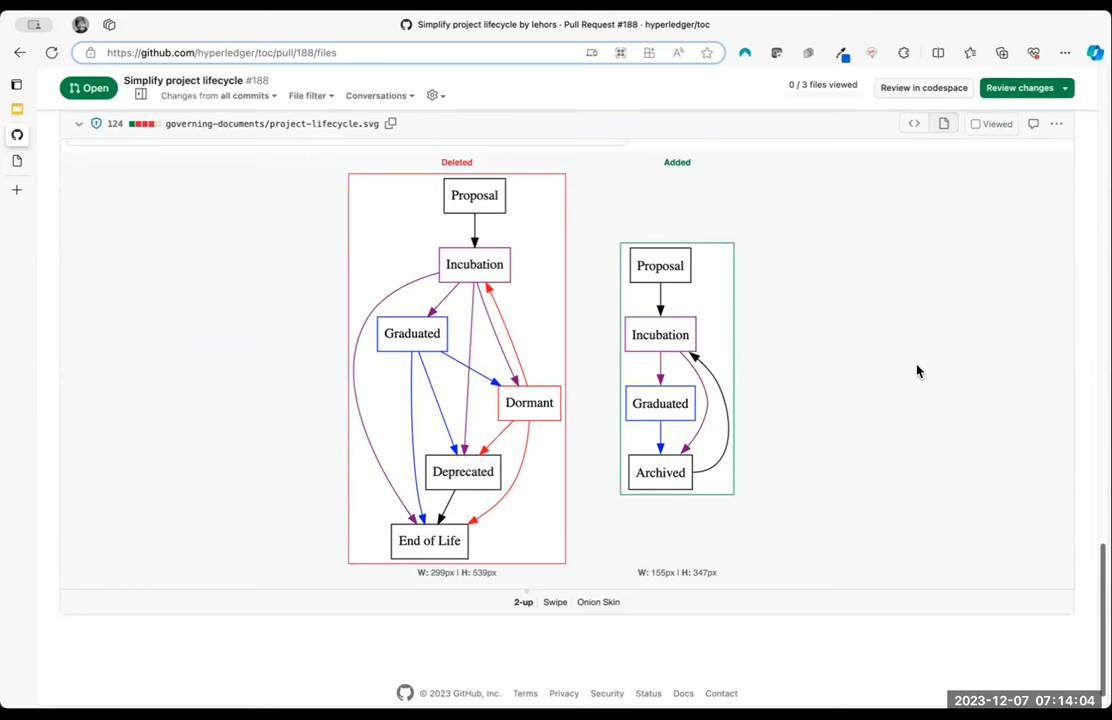 Simplify project lifecycle by lehors · Pull Request #188 · hyperledger/toc
https://github.com/hyperledger/toc/pull/188/files
Open
Simplify project lifecycle #188
Changes from all commits
File filter
Conversations
0 / 3 files viewed
Review in codespace
Review changes
124
governing-documents/project-lifecycle.svg
Viewed
Deleted
Added
Proposal
Incubation
Graduated
Dormant
Deprecated
End of Life
W: 299px | H: 539px
Proposal
Incubation
Graduated
Archived
W: 155px | H: 347px
2-up
Swipe
Onion Skin
© 2023 GitHub, Inc.
Terms
Privacy
Security
Status
Docs
Contact
2023-12-07 07:14:04